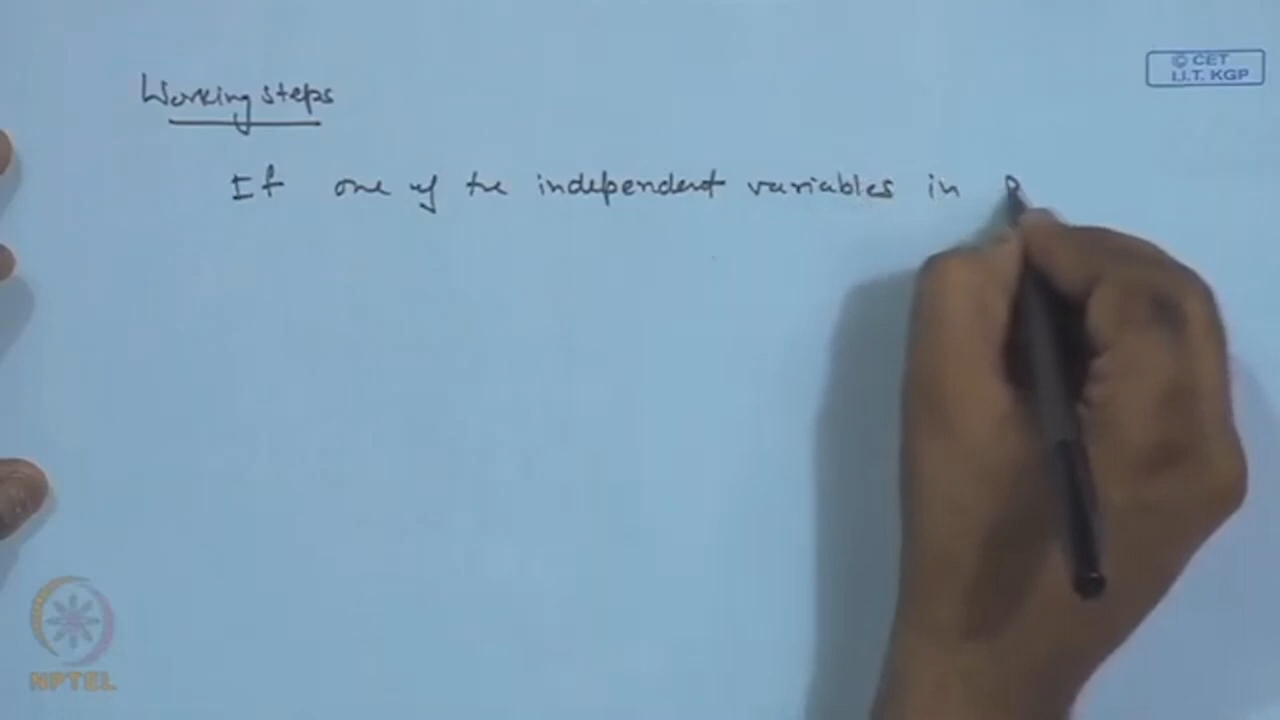 © CET
I.I.T. KGP
Working steps
If one of the independent variables in
NPTEL